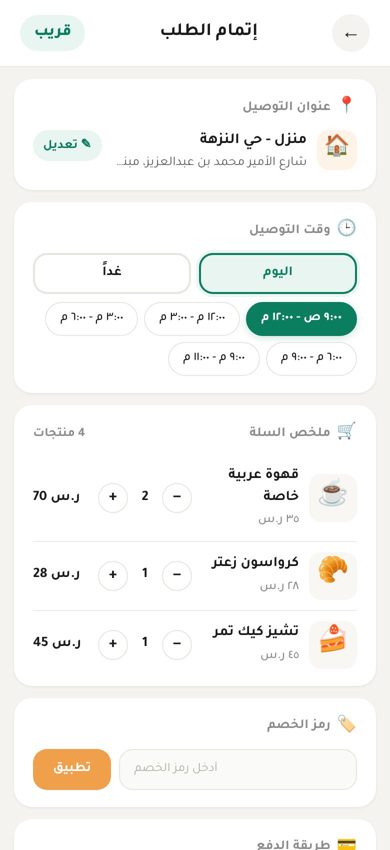 ←
إتمام الطلب
قريب
📍 عنوان التوصيل
منزل - حي النزهة
شارع الأمير محمد بن عبدالعزيز، مبنـ...
✎ تعديل
🕒 وقت التوصيل
اليوم
غداً
٩:٠٠ ص - ١٢:٠٠ م
١٢:٠٠ م - ٣:٠٠ م
٣:٠٠ م - ٦:٠٠ م
٦:٠٠ م - ٩:٠٠ م
٩:٠٠ م - ١١:٠٠ م
🛒 ملخص السلة
4 منتجات
قهوة عربية
خاصة
٣٥ ر.س
−
2
+
70 ر.س
كرواسون زعتر
٢٨ ر.س
−
1
+
28 ر.س
تشيز كيك تمر
٤٥ ر.س
−
1
+
45 ر.س
🏷️ رمز الخصم
أدخل رمز الخصم
تطبيق
💳 طريقة الدفع